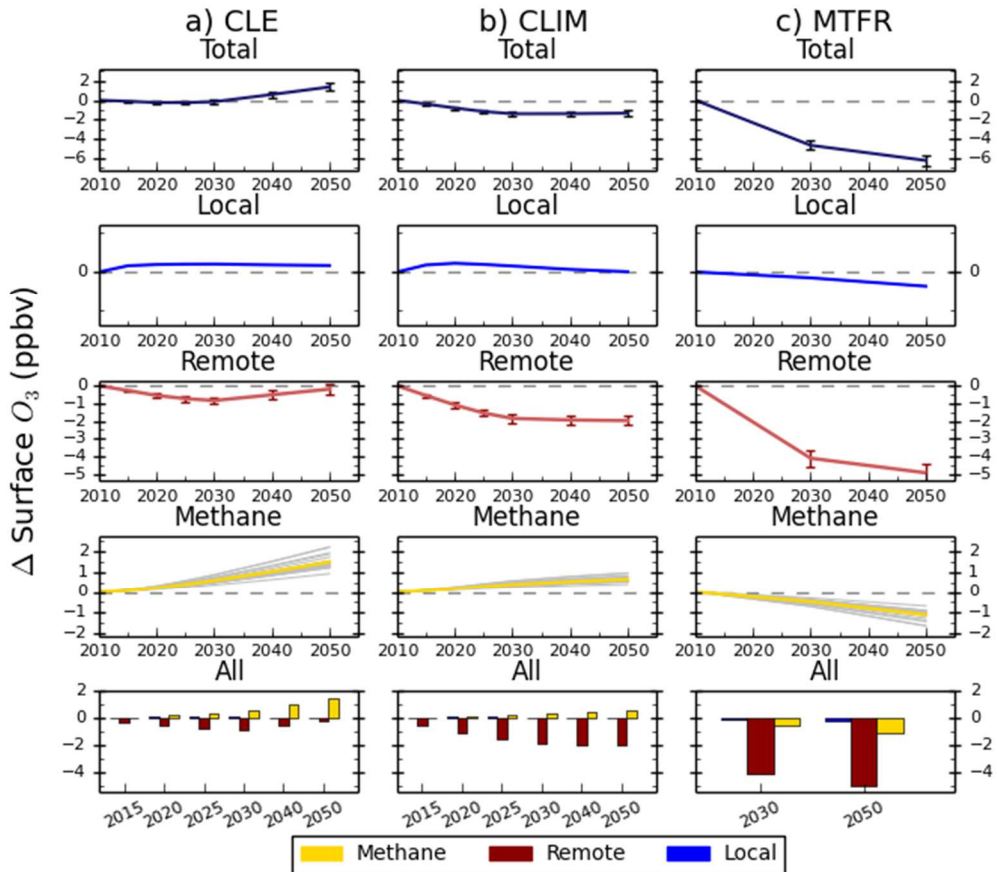 a) CLE b) CLIM c) MTFR
Total Total Total
2 2
0 0
−2 −2
−4 −4
−6 −6
2010 2020 2030 2040 2050 2010 2020 2030 2040 2050 2010 2020 2030 2040 2050
Local Local Local
0 0
2010 2020 2030 2040 2050 2010 2020 2030 2040 2050 2010 2020 2030 2040 2050
Δ Surface O3 (ppbv)
Remote Remote Remote
0 0
−1 −1
−2 −2
−3 −3
−4 −4
−5 −5
2010 2020 2030 2040 2050 2010 2020 2030 2040 2050 2010 2020 2030 2040 2050
Methane Methane Methane
2 2
1 1
0 0
−1 −1
−2 −2
2010 2020 2030 2040 2050 2010 2020 2030 2040 2050 2010 2020 2030 2040 2050
All All All
2 2
0 0
−2 −2
−4 −4
2015 2020 2025 2030 2040 2050 2015 2020 2025 2030 2040 2050 2030 2050
Methane Remote Local